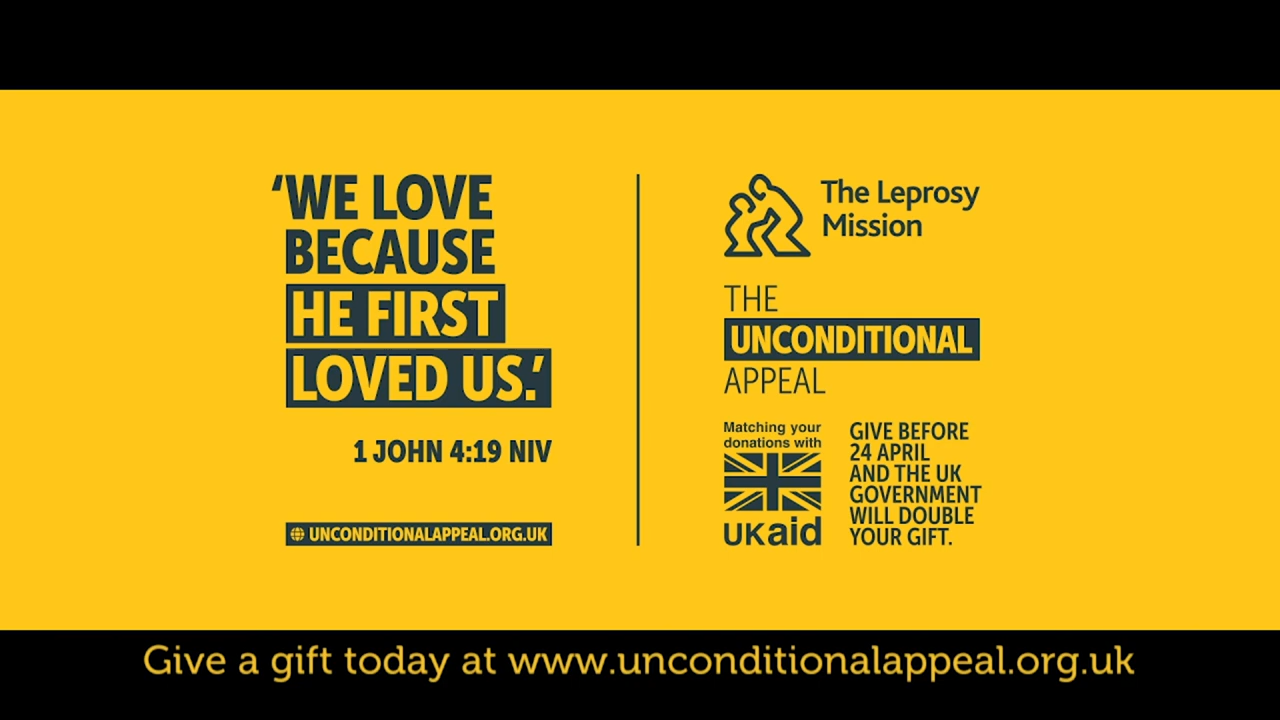 ‘WE LOVE
BECAUSE
HE FIRST
LOVED US.’
1 JOHN 4:19 NIV
UNCONDITIONALAPPEAL.ORG.UK
The Leprosy
Mission
THE
UNCONDITIONAL
APPEAL
Matching your
donations with
UKaid
GIVE BEFORE
24 APRIL
AND THE UK
GOVERNMENT
WILL DOUBLE
YOUR GIFT.
Give a gift today at www.unconditionalappeal.org.uk